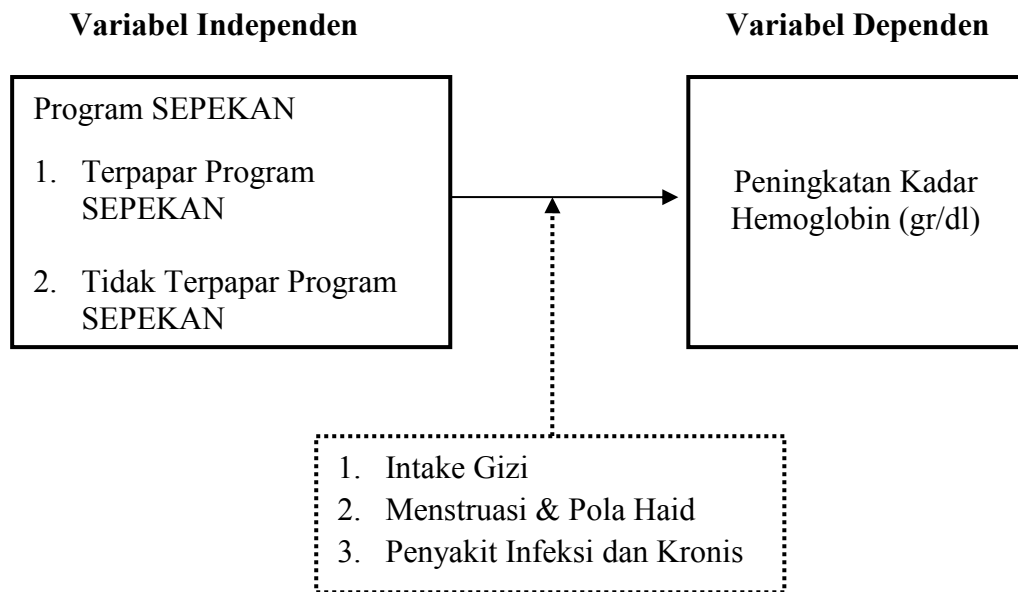 Variabel Independen
Variabel Dependen
Program SEPEKAN
1. Terpapar Program
SEPEKAN
2. Tidak Terpapar Program
SEPEKAN
Peningkatan Kadar
Hemoglobin (gr/dl)
1. Intake Gizi
2. Menstruasi & Pola Haid
3. Penyakit Infeksi dan Kronis